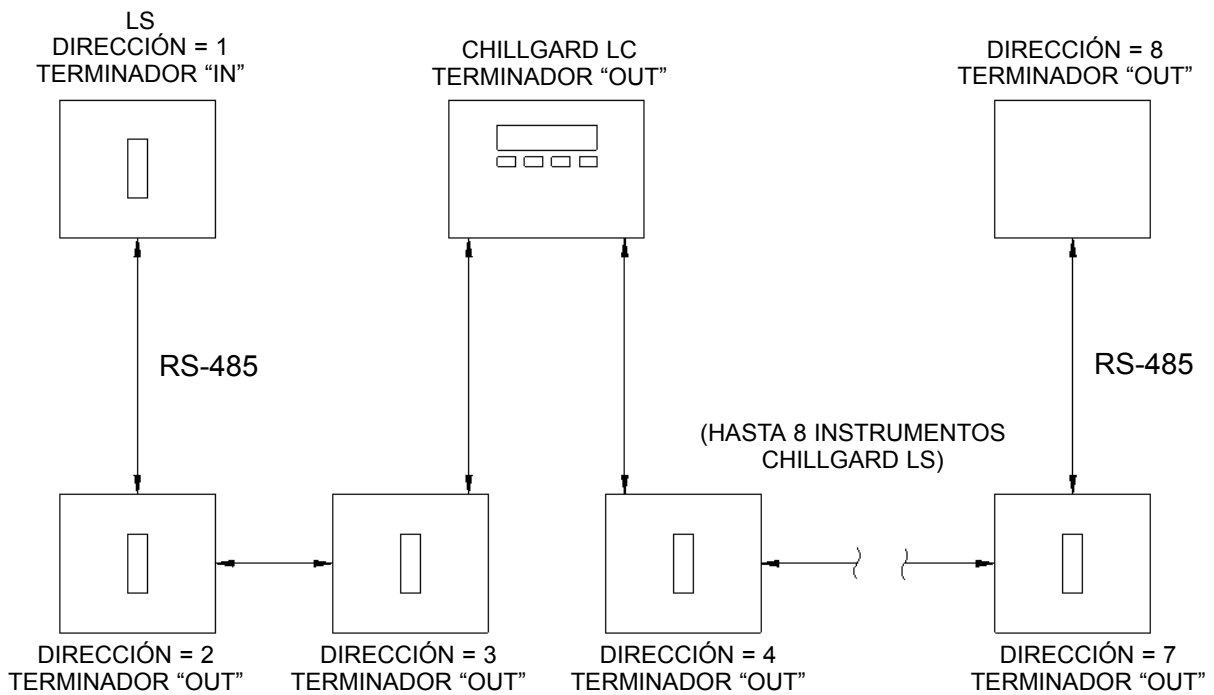 LS
DIRECCIÓN = 1
TERMINADOR “IN”
CHILLGARD LC
TERMINADOR “OUT”
DIRECCIÓN = 8
TERMINADOR “OUT”
RS-485
RS-485
(HASTA 8 INSTRUMENTOS
CHILLGARD LS)
DIRECCIÓN = 2
TERMINADOR “OUT”
DIRECCIÓN = 3
TERMINADOR “OUT”
DIRECCIÓN = 4
TERMINADOR “OUT”
DIRECCIÓN = 7
TERMINADOR “OUT”